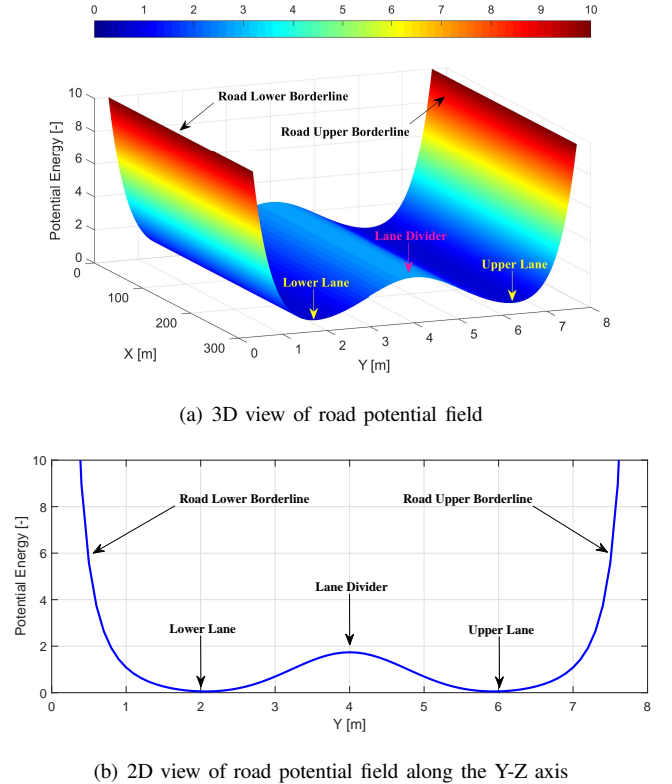 0 1 2 3 4 5 6 7 8 9 10
Road Lower Borderline
Road Upper Borderline
Potential Energy [-]
10
8
6
4
2
0
Lane Divider
Lower Lane
Upper Lane
0
100
200
300
X [m]
0 1 2 3 4 5 6 7 8
Y [m]
(a) 3D view of road potential field
Potential Energy [-]
10
8
6
4
2
0
Road Lower Borderline
Road Upper Borderline
Lane Divider
Lower Lane
Upper Lane
0 1 2 3 4 5 6 7 8
Y [m]
(b) 2D view of road potential field along the Y-Z axis